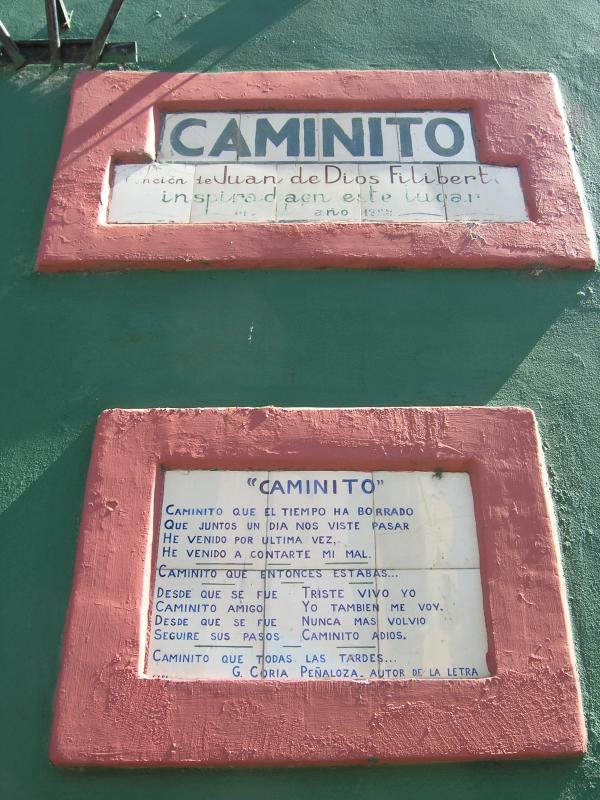 CAMINITO
Canción de Juan de Dios Filibert
inspirada en este lugar
año
"CAMINITO"
CAMINITO QUE EL TIEMPO HA BORRADO
QUE JUNTOS UN DIA NOS VISTE PASAR
HE VENIDO POR ULTIMA VEZ,
HE VENIDO A CONTARTE MI MAL.
CAMINITO QUE ENTONCES ESTABAS...
DESDE QUE SE FUE TRISTE VIVO YO
CAMINITO AMIGO YO TAMBIEN ME VOY.
DESDE QUE SE FUE NUNCA MAS VOLVIO
SEGUIRE SUS PASOS CAMINITO ADIOS.
CAMINITO QUE TODAS LAS TARDES...
G. CORIA PEÑALOZA. AUTOR DE LA LETRA